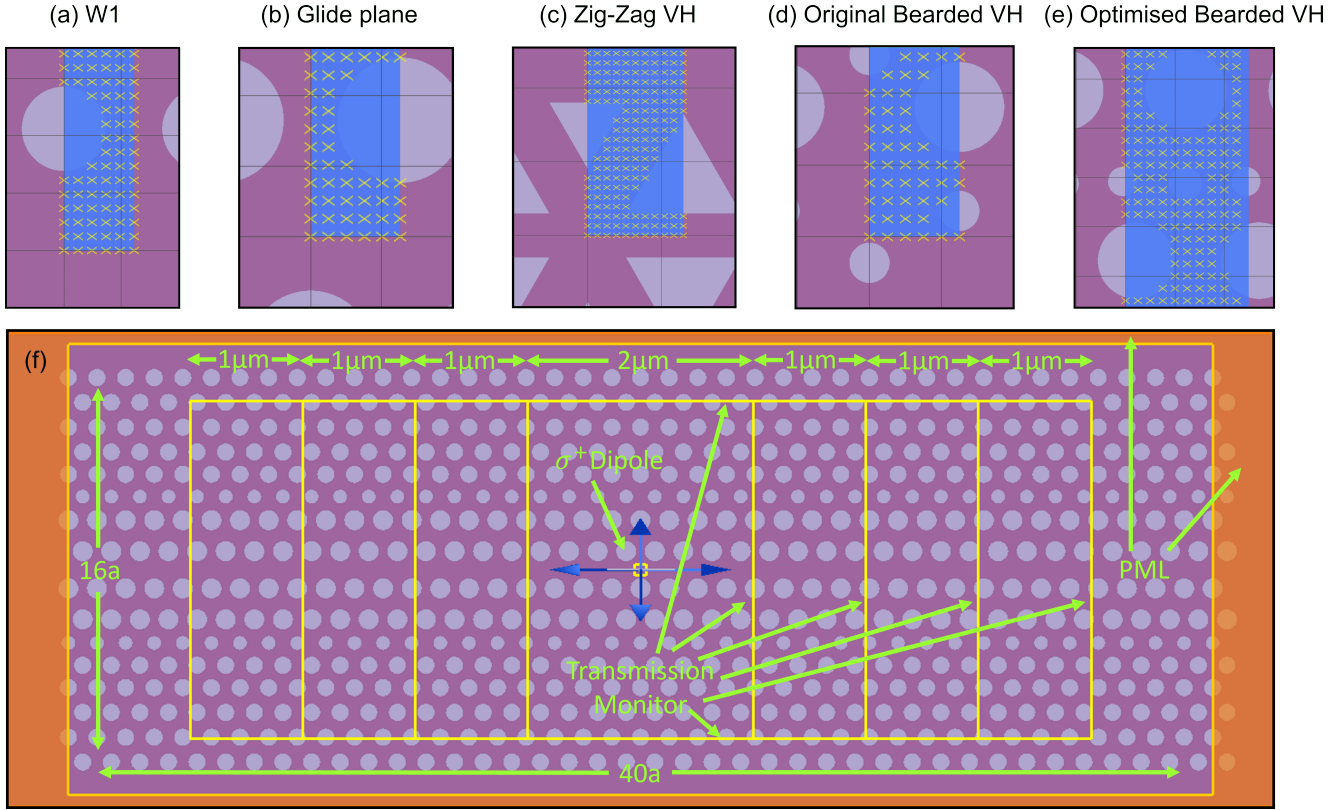 (a) W1
(b) Glide plane
(c) Zig-Zag VH
(d) Original Bearded VH
(e) Optimised Bearded VH
(f)
1μm
1μm
1μm
2μm
1μm
1μm
1μm
σ⁺Dipole
16a
PML
Transmission
Monitor
40a